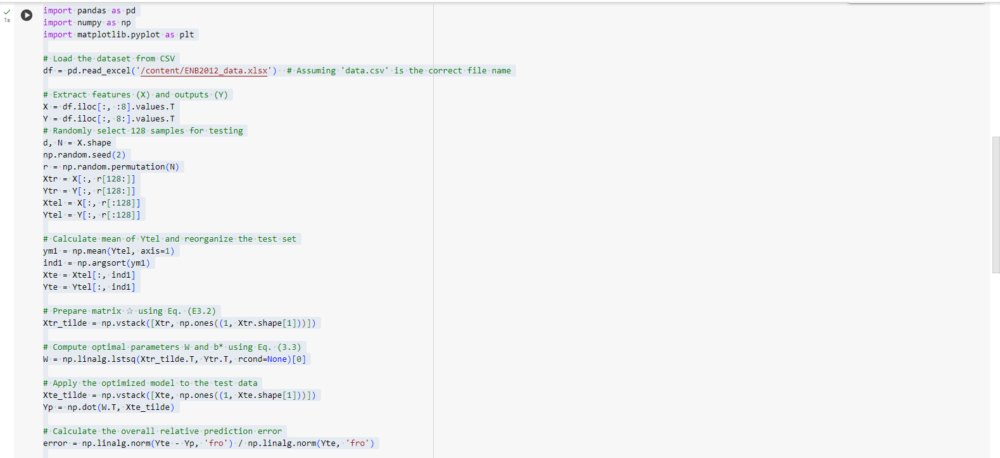 import pandas as pd
1s
import numpy as np
import matplotlib.pyplot as plt
# Load the dataset from CSV
df = pd.read_excel('/content/ENB2012_data.xlsx')  # Assuming 'data.csv' is the correct file name
# Extract features (X) and outputs (Y)
X = df.iloc[:, :8].values.T
Y = df.iloc[:, 8:].values.T
# Randomly select 128 samples for testing
d, N = X.shape
np.random.seed(2)
r = np.random.permutation(N)
Xtr = X[:, r[128:]]
Ytr = Y[:, r[128:]]
Xtel = X[:, r[:128]]
Ytel = Y[:, r[:128]]
# Calculate mean of Ytel and reorganize the test set
ym1 = np.mean(Ytel, axis=1)
ind1 = np.argsort(ym1)
Xte = Xtel[:, ind1]
Yte = Ytel[:, ind1]
# Prepare matrix ☆ using Eq. (E3.2)
Xtr_tilde = np.vstack([Xtr, np.ones((1, Xtr.shape[1]))])
# Compute optimal parameters W and b* using Eq. (3.3)
W = np.linalg.lstsq(Xtr_tilde.T, Ytr.T, rcond=None)[0]
# Apply the optimized model to the test data
Xte_tilde = np.vstack([Xte, np.ones((1, Xte.shape[1]))])
Yp = np.dot(W.T, Xte_tilde)
# Calculate the overall relative prediction error
error = np.linalg.norm(Yte - Yp, 'fro') / np.linalg.norm(Yte, 'fro')